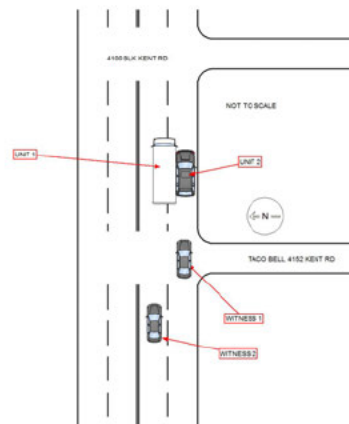 4100 BLK KENT RD
NOT TO SCALE
UNIT 1
UNIT 2
N
TACO BELL 4152 KENT RD
WITNESS 1
WITNESS 2